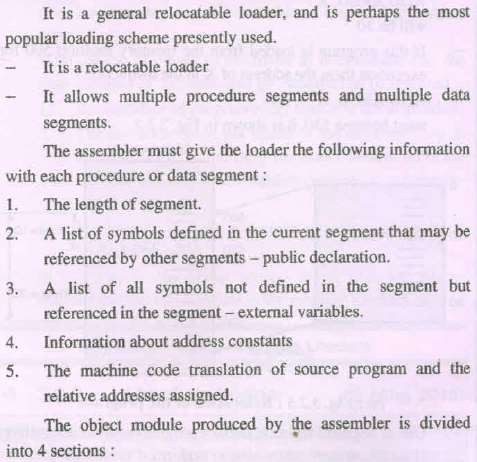 It is a general relocatable loader, and is perhaps the most
popular loading scheme presently used.
– It is a relocatable loader
– It allows multiple procedure segments and multiple data
segments.
The assembler must give the loader the following information
with each procedure or data segment :
1. The length of segment.
2. A list of symbols defined in the current segment that may be
referenced by other segments – public declaration.
3. A list of all symbols not defined in the segment but
referenced in the segment – external variables.
4. Information about address constants
5. The machine code translation of source program and the
relative addresses assigned.
The object module produced by the assembler is divided
into 4 sections :